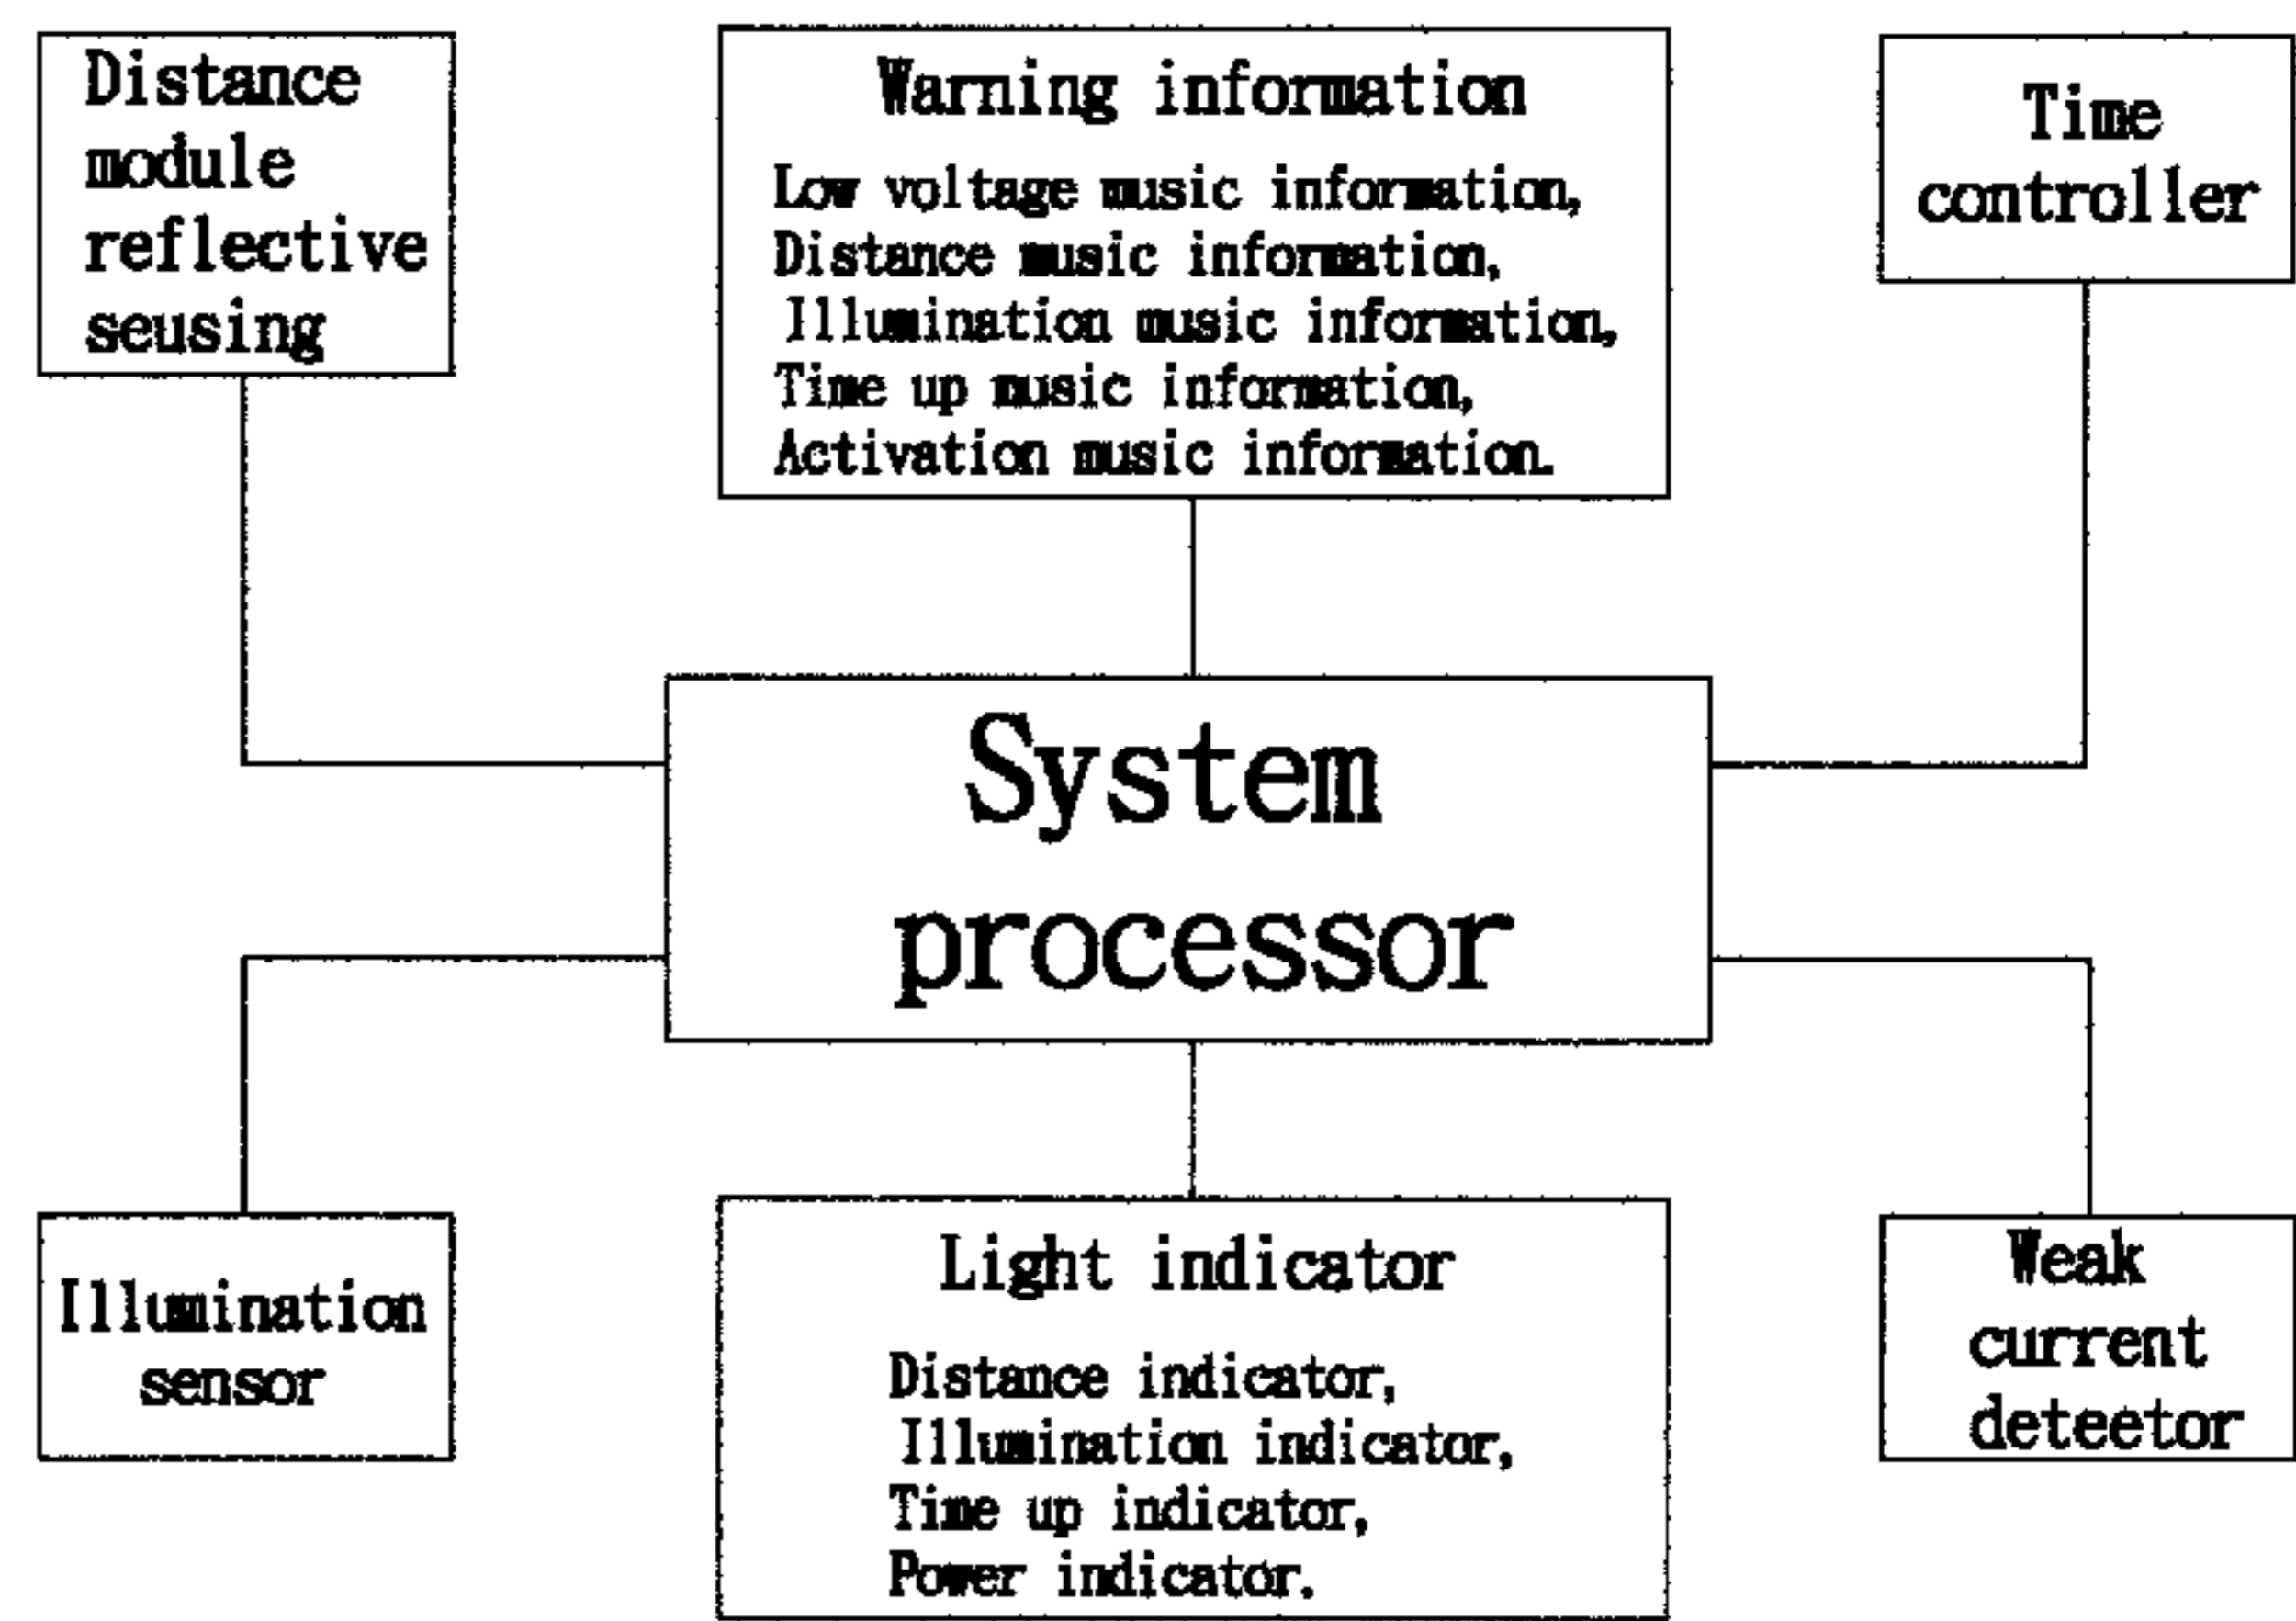 Distance
module
reflective
seusing
Warning information
Low voltage music information,
Distance music information,
Illumination music information,
Time up music information,
Activation music information.
Time
controller
System
processor
Illumination
sensor
Light indicator
Distance indicator,
Illumination indicator,
Time up indicator,
Power indicator.
Weak
current
deteetor